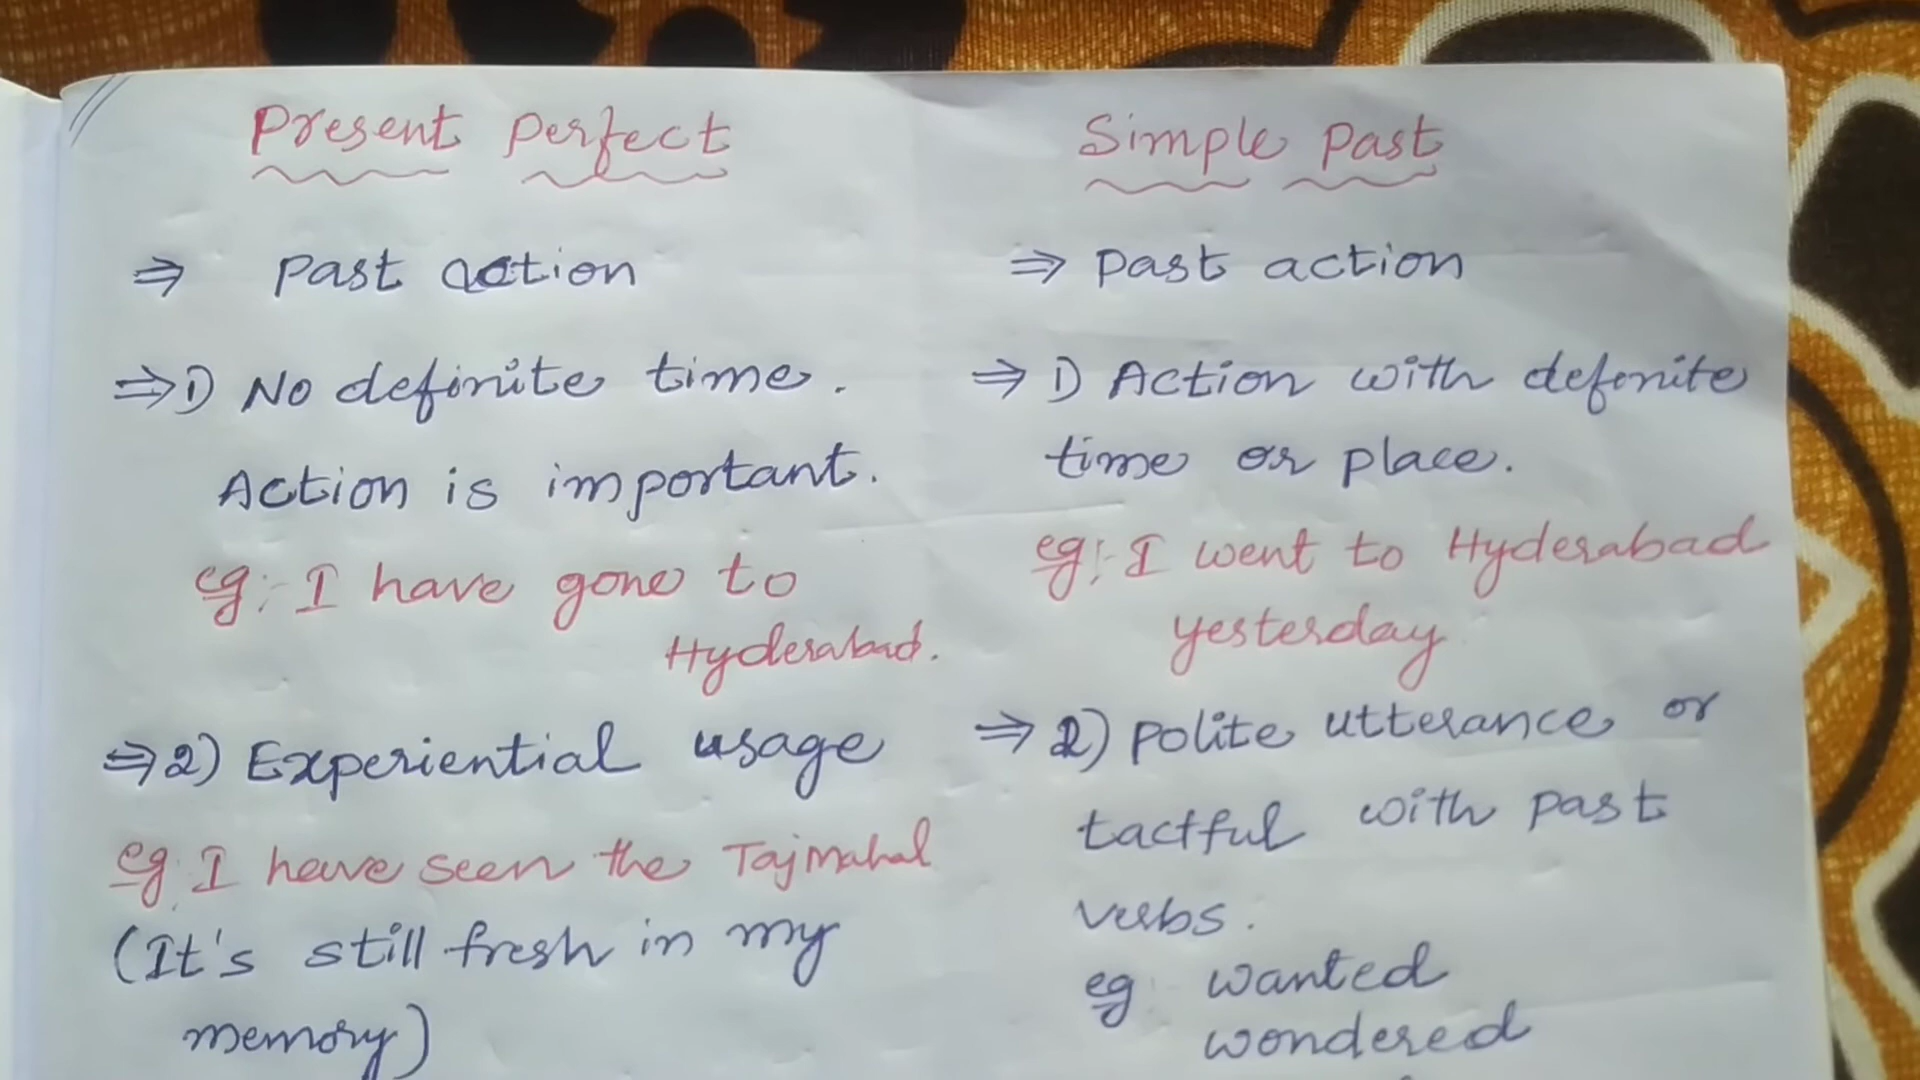 Present Perfect
⇒ Past action
⇒1) No definite time.
Action is important.
eg:- I have gone to
Hyderabad.
⇒2) Experiential usage
eg: I have seen the Tajmahal
(It's still fresh in my
memory)
Simple Past
⇒ Past action
⇒ 1) Action with defenite
time or place.
eg:- I went to Hyderabad
yesterday
⇒ 2) Polite utterance or
tactful with past
verbs.
eg: wanted
wondered